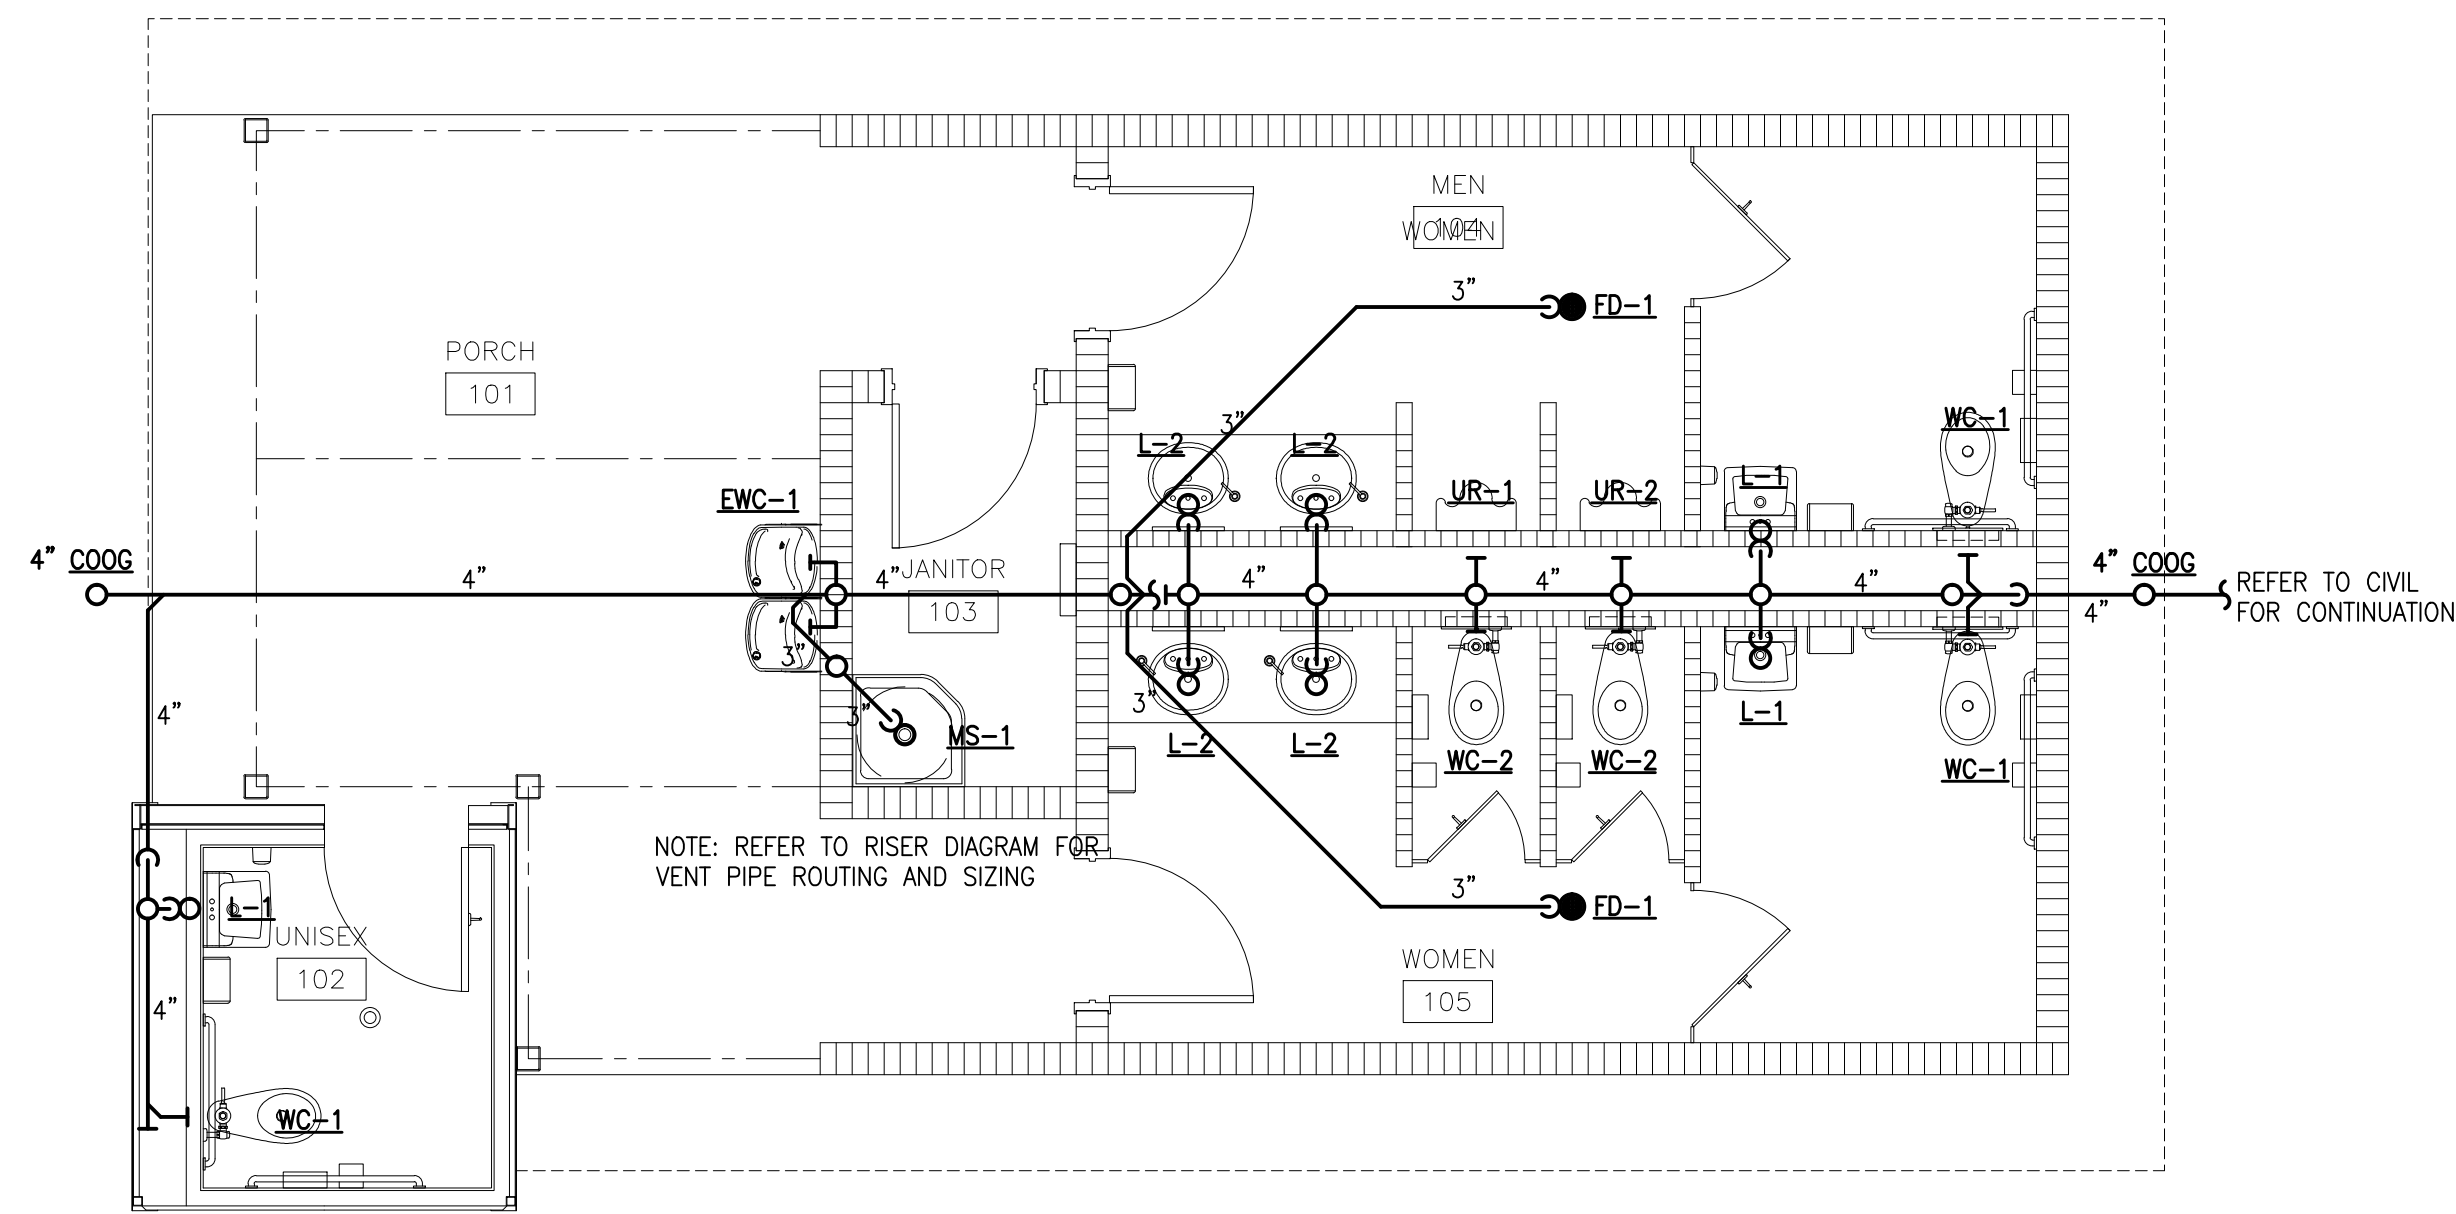 MEN
104
WOMEN
3”
FD-1
PORCH
101
3”
L-2
L-2
WC-1
L-1
UR-1
UR-2
EWC-1
4” COOG
4”
4”
JANITOR
103
4”
4”
4”
4” COOG
4”
REFER TO CIVIL
FOR CONTINUATION
3”
3”
3”
4”
MS-1
L-2
L-2
WC-2
WC-2
L-1
WC-1
NOTE: REFER TO RISER DIAGRAM FOR
VENT PIPE ROUTING AND SIZING
3”
FD-1
L-1
UNISEX
102
4”
WOMEN
105
WC-1